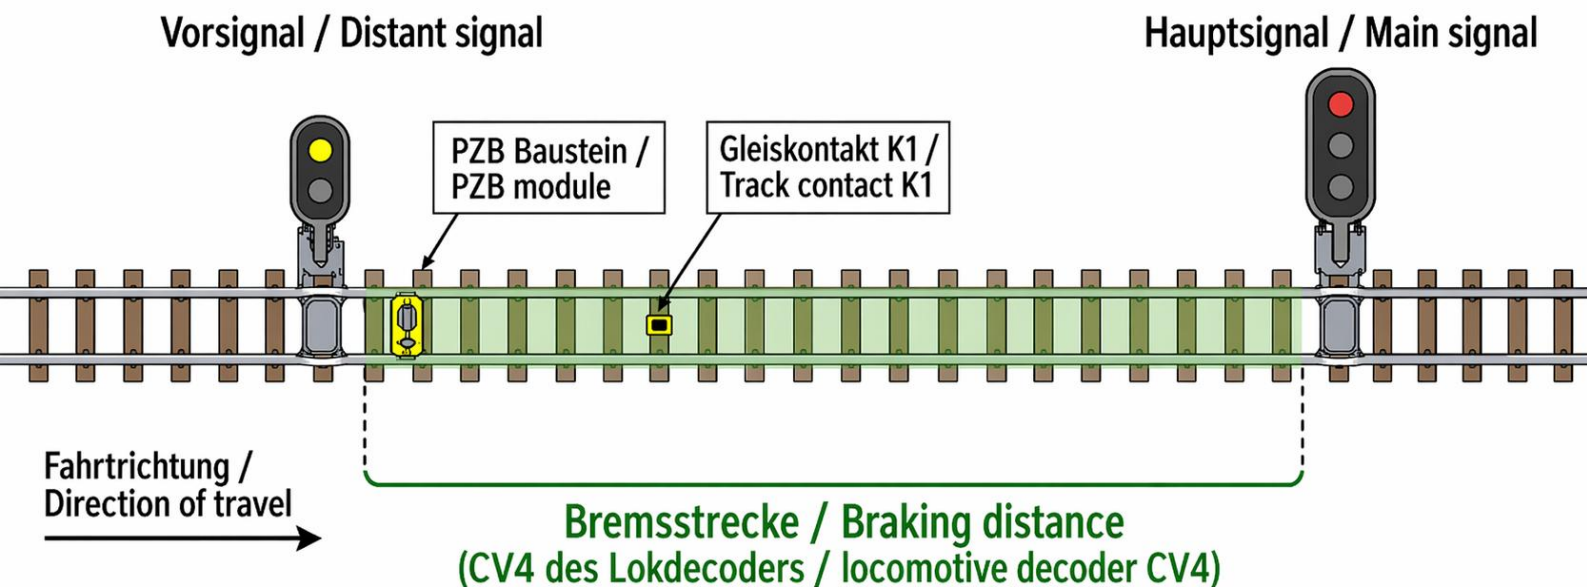 Vorsignal / Distant signal
Hauptsignal / Main signal
PZB Baustein /
PZB module
Gleiskontakt K1 /
Track contact K1
Fahrtrichtung /
Direction of travel
Bremsstrecke / Braking distance
(CV4 des Lokdecoders / locomotive decoder CV4)